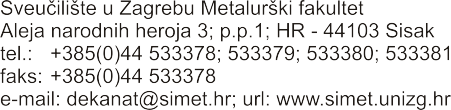 Sveučilište u Zagrebu Metalurški fakultet
Aleja narodnih heroja 3; p.p.1; HR - 44103 Sisak
tel.: +385(0)44 533378; 533379; 533380; 533381
faks: +385(0)44 533378
e-mail: dekanat@simet.hr; url: www.simet.unizg.hr